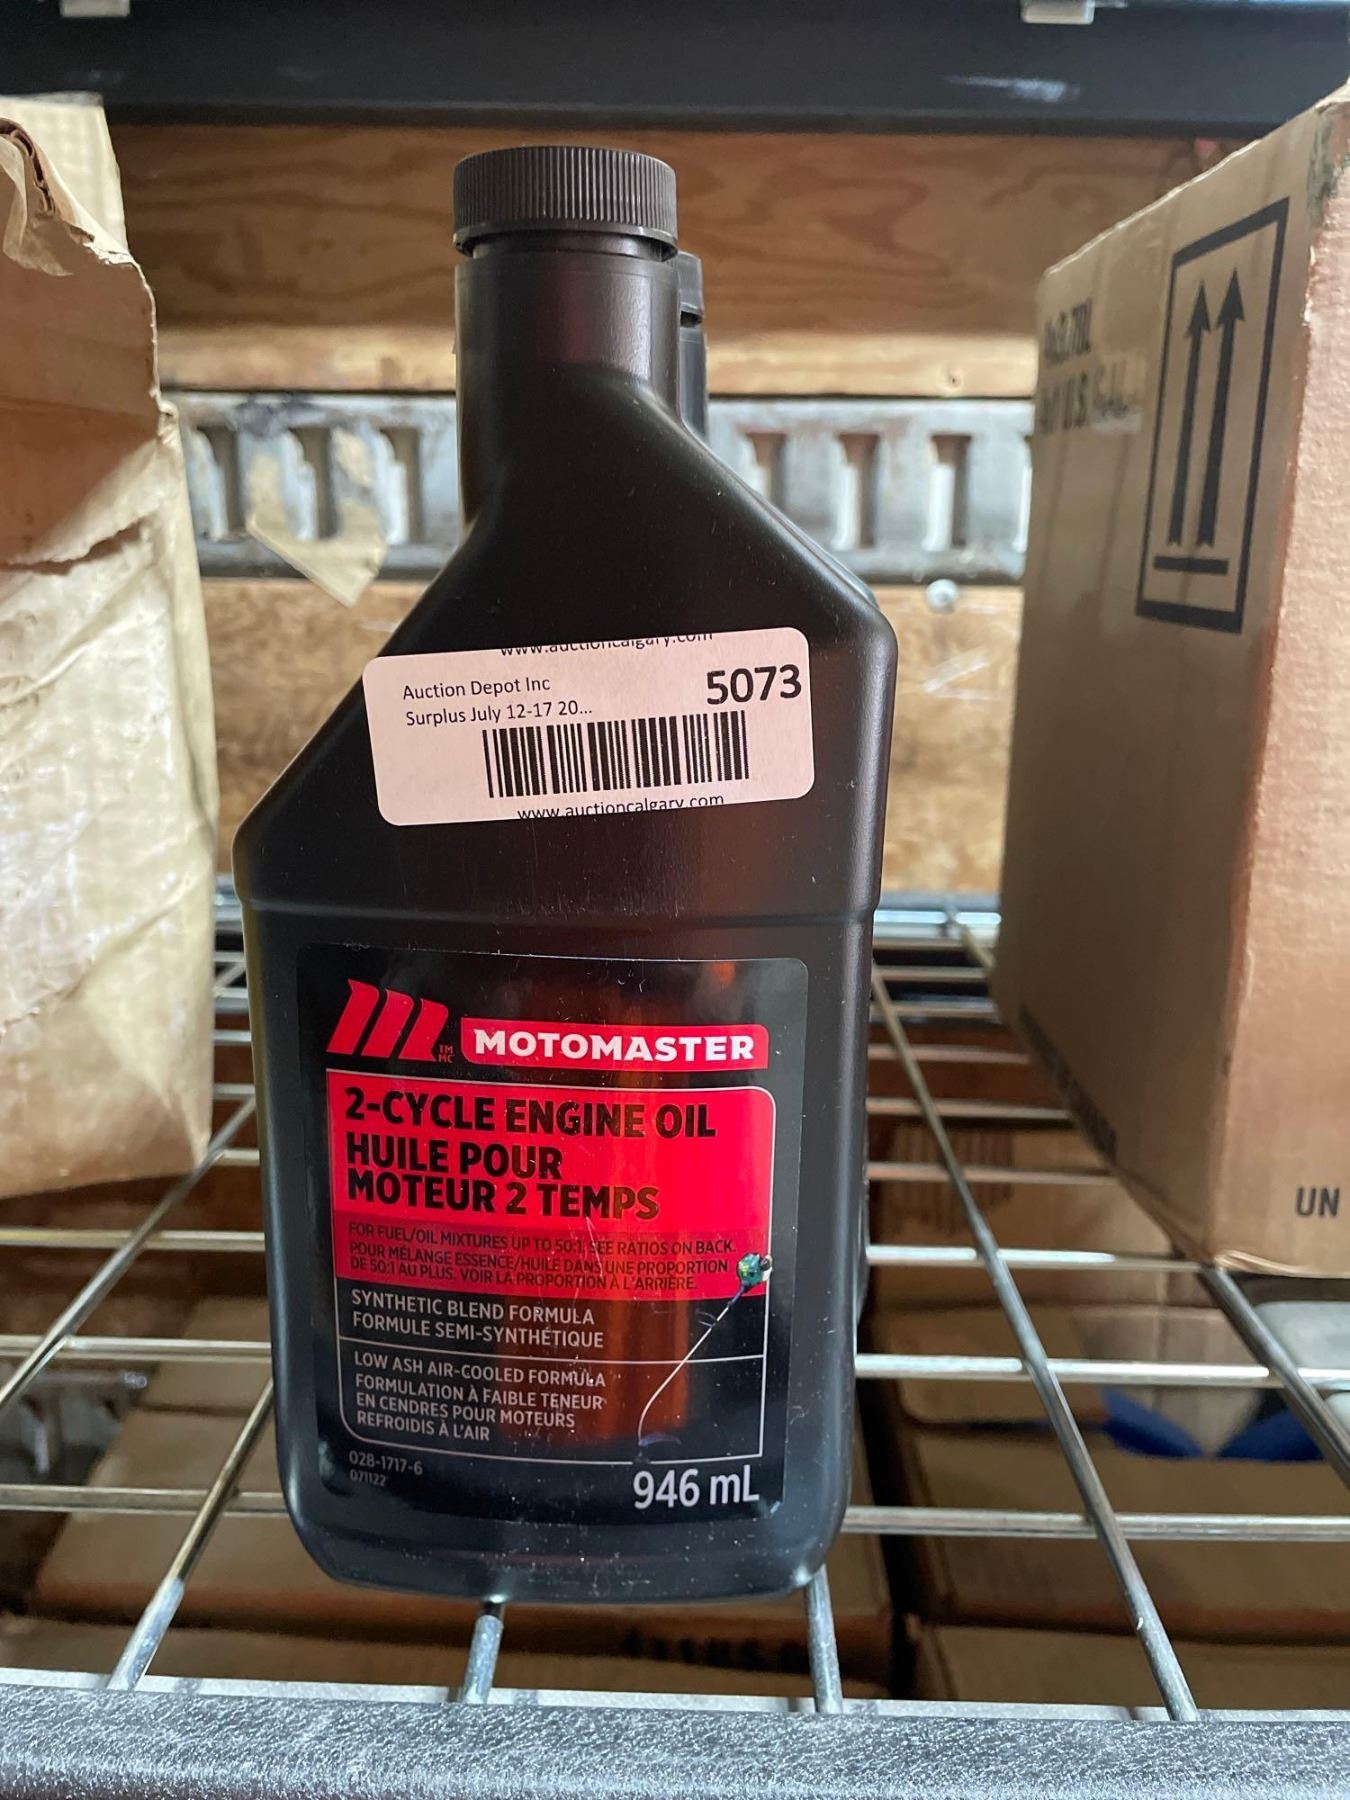 www.auctioncalgary.com
Auction Depot Inc
5073
Surplus July 12-17 20...
www.auctioncalgary.com
TM
MC
MOTOMASTER
2-CYCLE ENGINE OIL
HUILE POUR
MOTEUR 2 TEMPS
FOR FUEL/OIL MIXTURES UP TO 50:1. SEE RATIOS ON BACK.
POUR MÉLANGE ESSENCE/HUILE DANS UNE PROPORTION
DE 50:1 AU PLUS. VOIR LA PROPORTION À L'ARRIÈRE.
SYNTHETIC BLEND FORMULA
FORMULE SEMI-SYNTHÉTIQUE
LOW ASH AIR-COOLED FORMULA
FORMULATION À FAIBLE TENEUR
EN CENDRES POUR MOTEURS
REFROIDIS À L'AIR
028-1717-6
071122
946 mL
UN